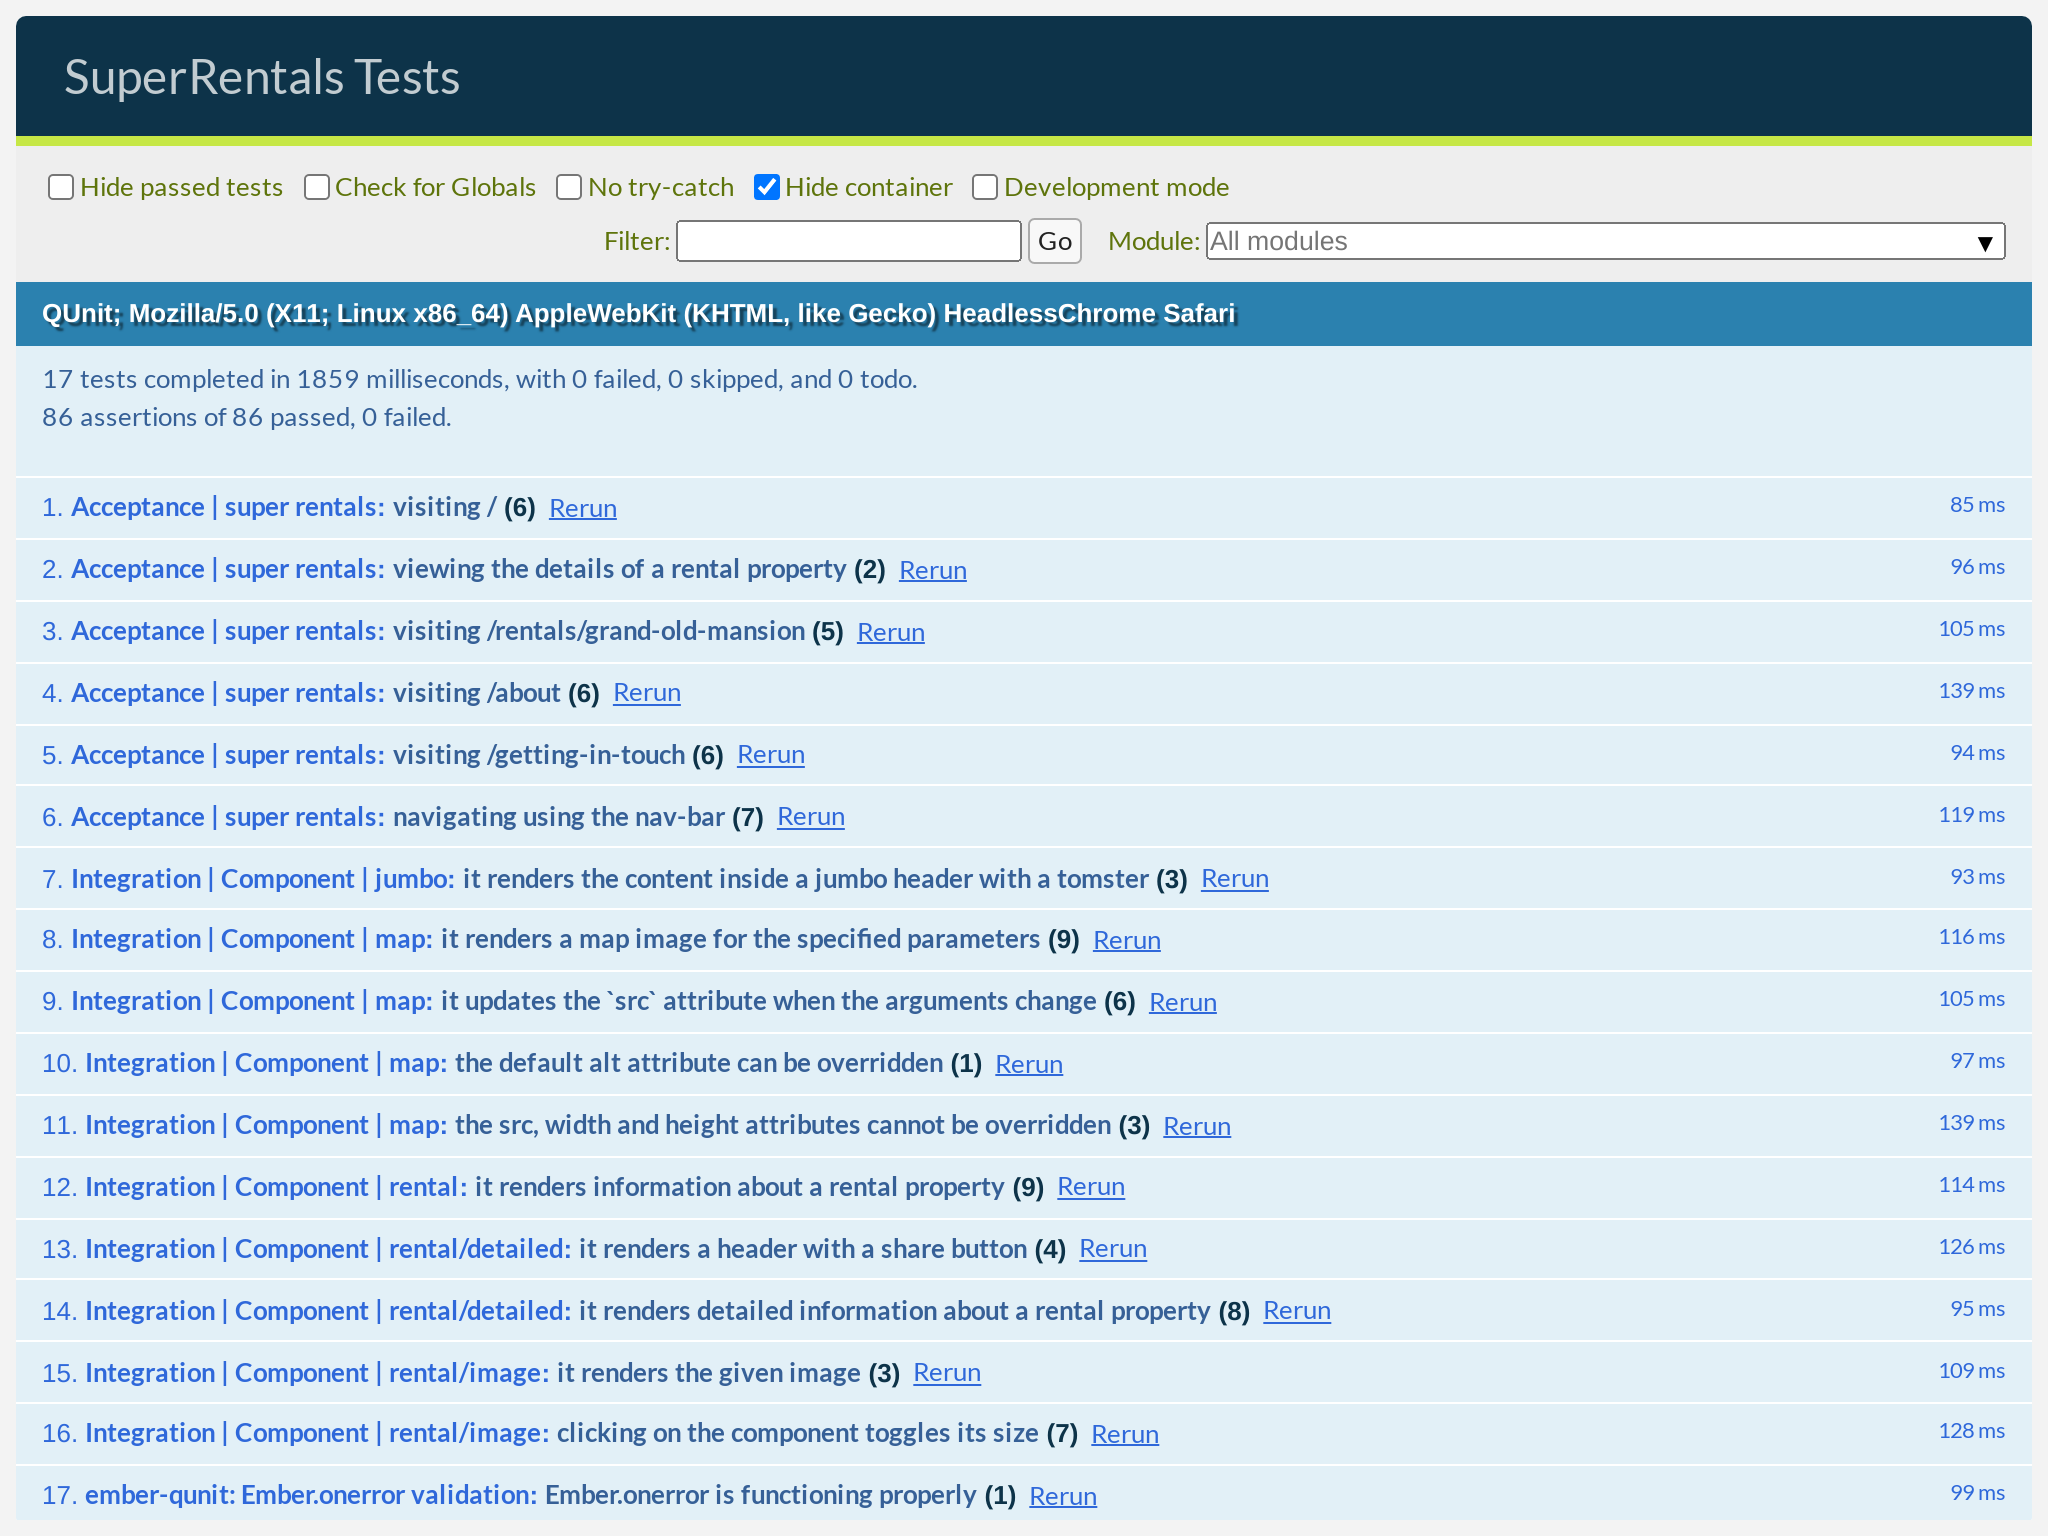 SuperRentals Tests
Hide passed tests Check for Globals No try-catch Hide container Development mode
Filter: Go Module: All modules ▼
QUnit; Mozilla/5.0 (X11; Linux x86_64) AppleWebKit (KHTML, like Gecko) HeadlessChrome Safari
17 tests completed in 1859 milliseconds, with 0 failed, 0 skipped, and 0 todo.
86 assertions of 86 passed, 0 failed.
1. Acceptance | super rentals: visiting / (6) Rerun 85 ms
2. Acceptance | super rentals: viewing the details of a rental property (2) Rerun 96 ms
3. Acceptance | super rentals: visiting /rentals/grand-old-mansion (5) Rerun 105 ms
4. Acceptance | super rentals: visiting /about (6) Rerun 139 ms
5. Acceptance | super rentals: visiting /getting-in-touch (6) Rerun 94 ms
6. Acceptance | super rentals: navigating using the nav-bar (7) Rerun 119 ms
7. Integration | Component | jumbo: it renders the content inside a jumbo header with a tomster (3) Rerun 93 ms
8. Integration | Component | map: it renders a map image for the specified parameters (9) Rerun 116 ms
9. Integration | Component | map: it updates the `src` attribute when the arguments change (6) Rerun 105 ms
10. Integration | Component | map: the default alt attribute can be overridden (1) Rerun 97 ms
11. Integration | Component | map: the src, width and height attributes cannot be overridden (3) Rerun 139 ms
12. Integration | Component | rental: it renders information about a rental property (9) Rerun 114 ms
13. Integration | Component | rental/detailed: it renders a header with a share button (4) Rerun 126 ms
14. Integration | Component | rental/detailed: it renders detailed information about a rental property (8) Rerun 95 ms
15. Integration | Component | rental/image: it renders the given image (3) Rerun 109 ms
16. Integration | Component | rental/image: clicking on the component toggles its size (7) Rerun 128 ms
17. ember-qunit: Ember.onerror validation: Ember.onerror is functioning properly (1) Rerun 99 ms